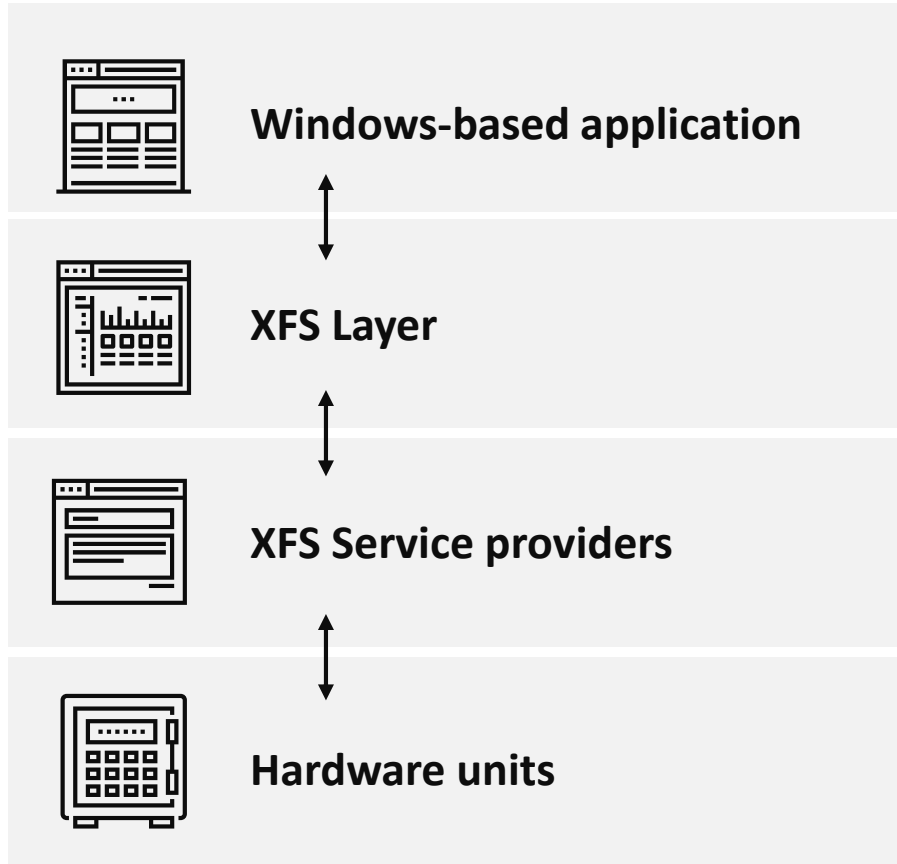 Windows-based application
XFS Layer
XFS Service providers
Hardware units